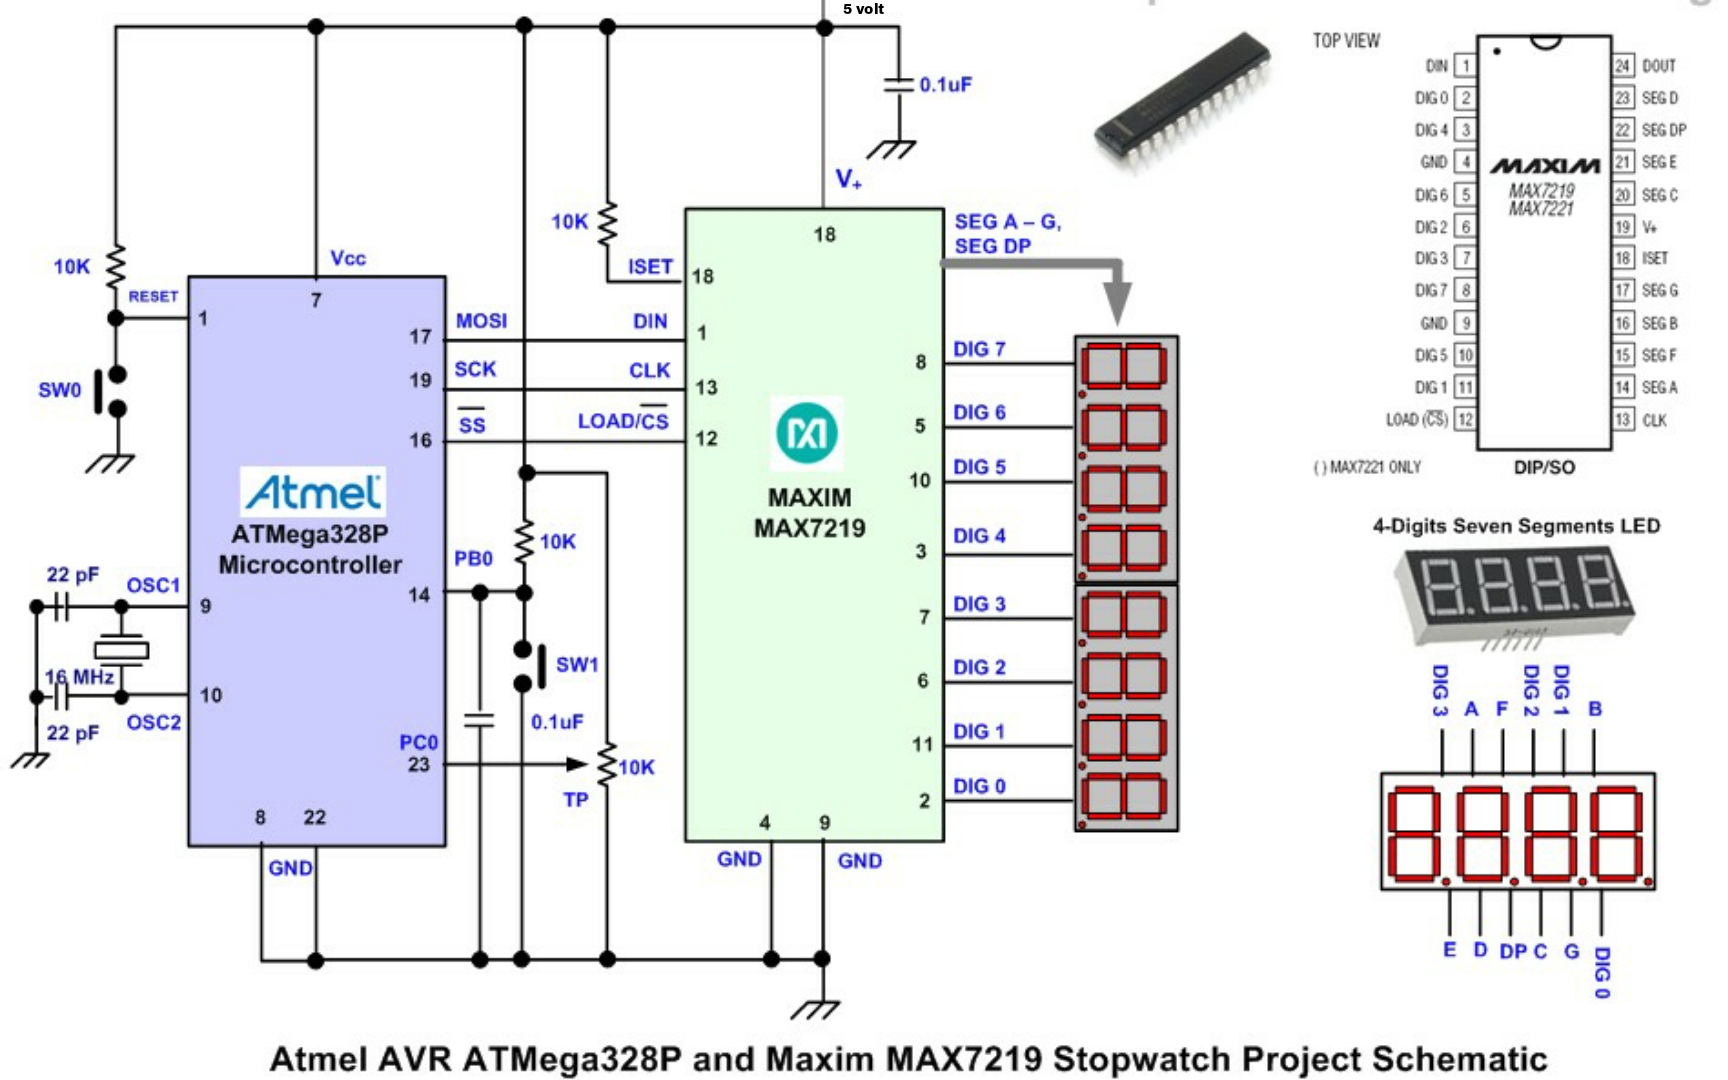 5 volt
0.1uF
V+
10K
10K
Vcc
RESET
1
7
SW0
ISET
18
18
SEG A – G,
SEG DP
17
MOSI
DIN
1
19
SCK
CLK
13
16
SS
LOAD/CS
12
Atmel
ATMega328P
Microcontroller
MAXIM
MAX7219
8
DIG 7
5
DIG 6
10
DIG 5
3
DIG 4
7
DIG 3
6
DIG 2
11
DIG 1
2
DIG 0
10K
PB0
14
SW1
0.1uF
PC0
23
10K
TP
22 pF
OSC1
9
16 MHz
10
OSC2
22 pF
8
22
GND
4
9
GND
GND
TOP VIEW
DIN 1
24 DOUT
DIG 0 2
23 SEG D
DIG 4 3
22 SEG DP
GND 4
21 SEG E
DIG 6 5
20 SEG C
DIG 2 6
19 V+
DIG 3 7
18 ISET
DIG 7 8
17 SEG G
GND 9
16 SEG B
DIG 5 10
15 SEG F
DIG 1 11
14 SEG A
LOAD (CS) 12
13 CLK
MAXIM
MAX7219
MAX7221
( ) MAX7221 ONLY
DIP/SO
4-Digits Seven Segments LED
DIG 3
A
F
DIG 2
DIG 1
B
E
D
DP
C
G
DIG 0
Atmel AVR ATMega328P and Maxim MAX7219 Stopwatch Project Schematic